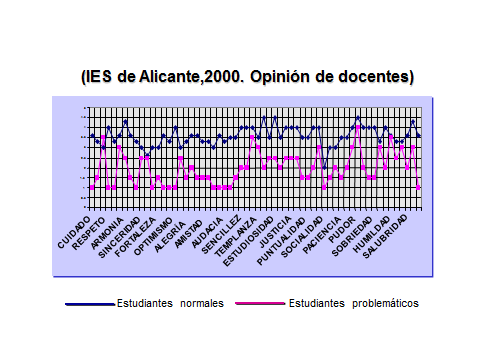 (IES de Alicante,2000. Opinión de docentes)
CUIDADO
RESPETO
ARMONIA
SINCERIDAD
FORTALEZA
OPTIMISMO
ALEGRÍA
AMISTAD
AUDACIA
SENCILLEZ
TEMPLANZA
ESTUDIOSIDAD
JUSTICIA
PUNTUALIDAD
SOCIALIDAD
PACIENCIA
PUDOR
SOBRIEDAD
HUMILDAD
SALUBRIDAD
Estudiantes normales
Estudiantes problemáticos